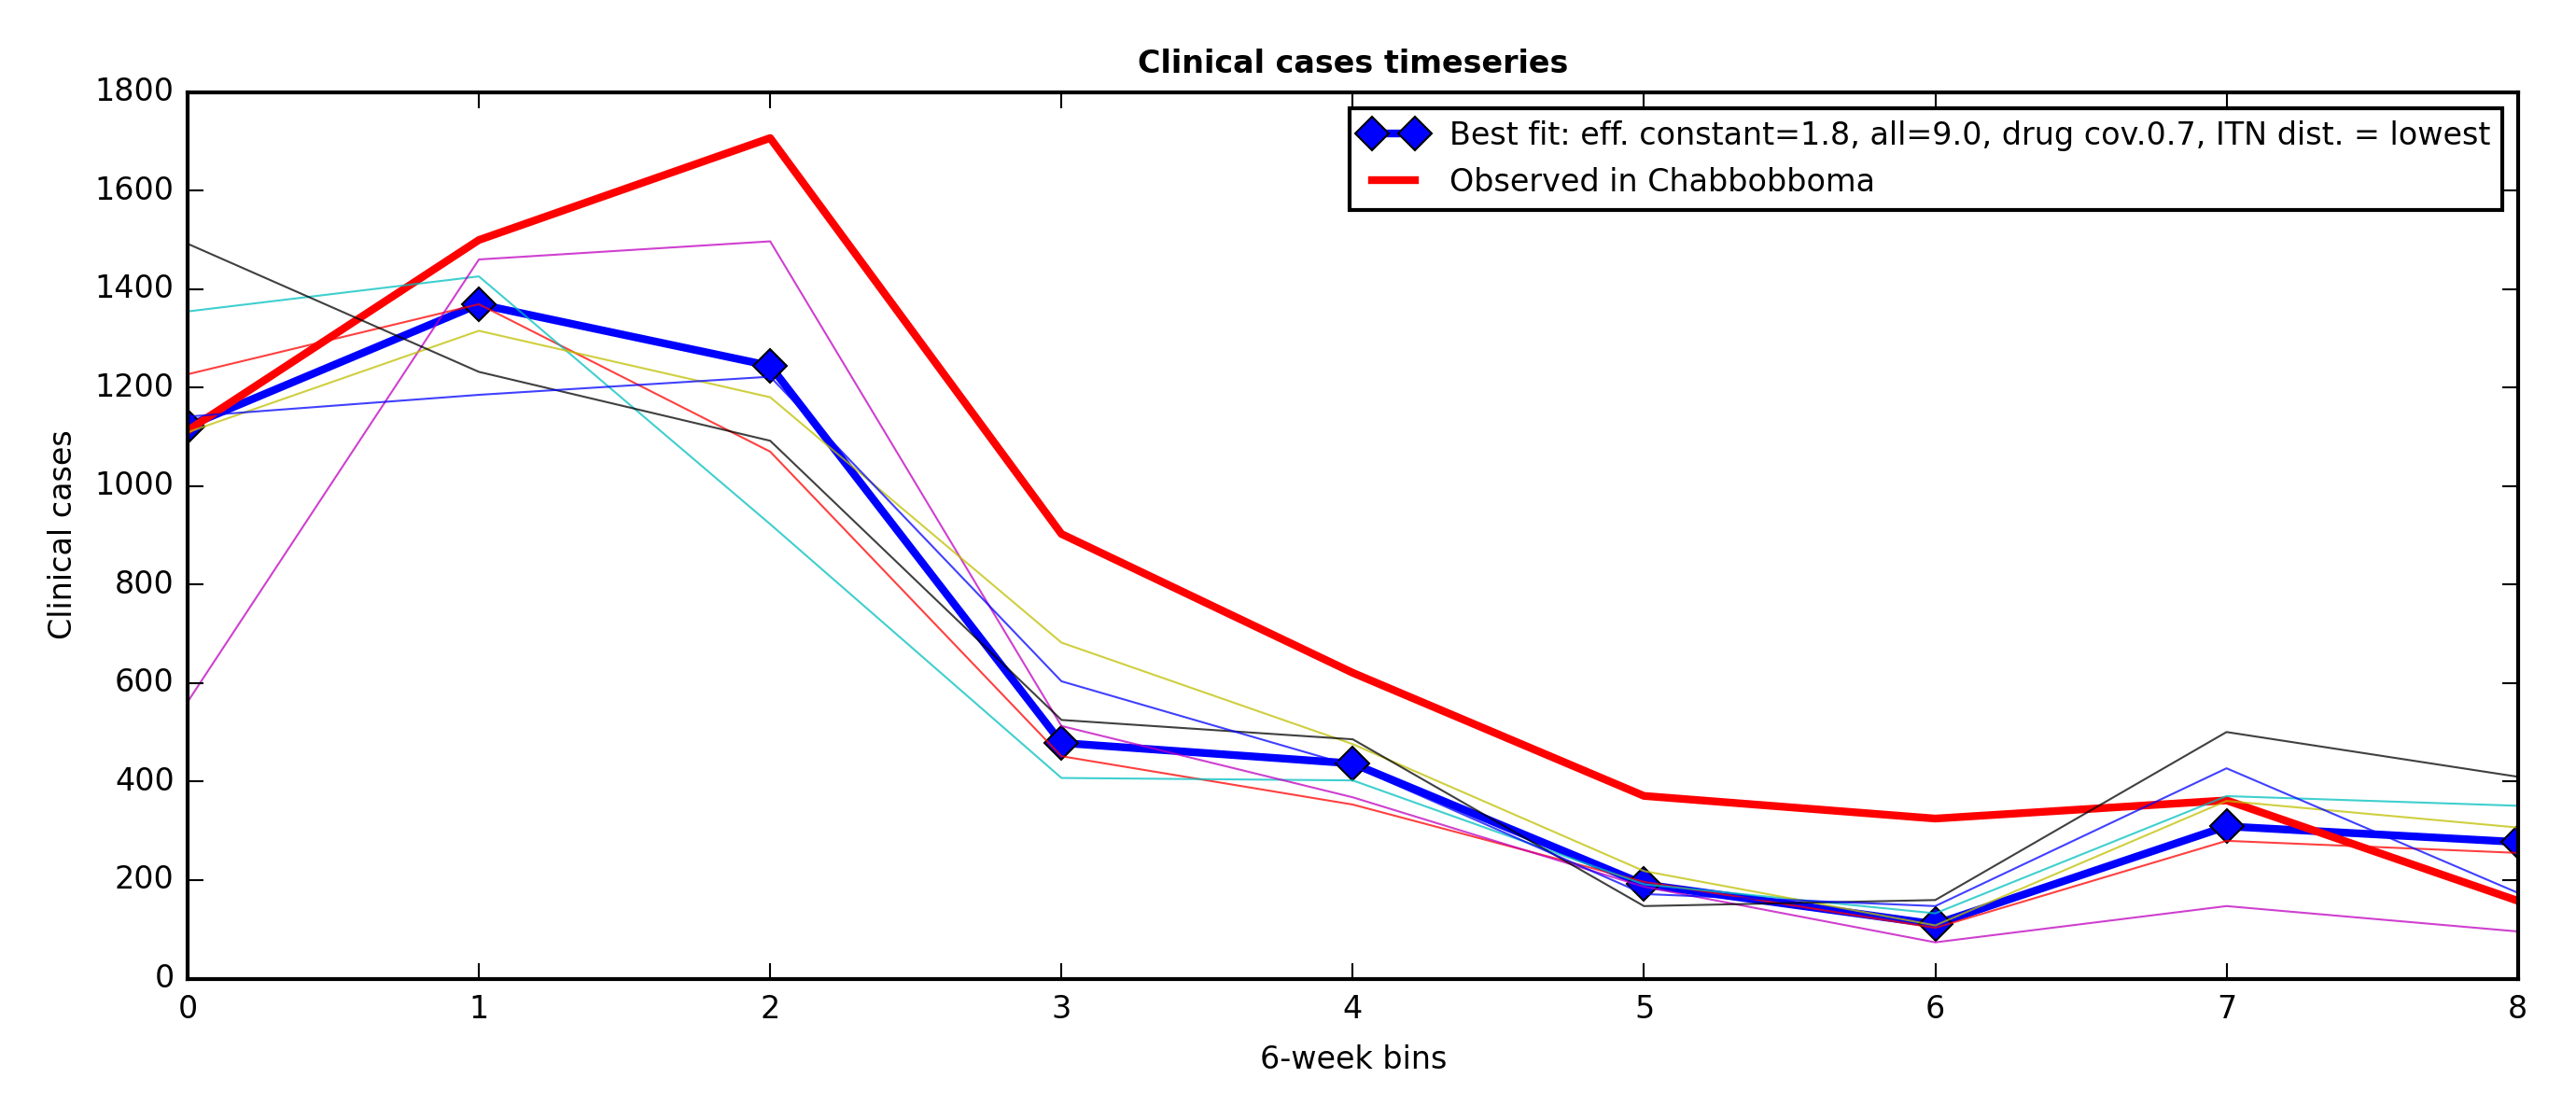 Clinical cases timeseries
1800
1600
1400
1200
1000
800
600
400
200
0
Clinical cases
Best fit: eff. constant=1.8, all=9.0, drug cov.0.7, ITN dist. = lowest
Observed in Chabbobboma
0 1 2 3 4 5 6 7 8
6-week bins